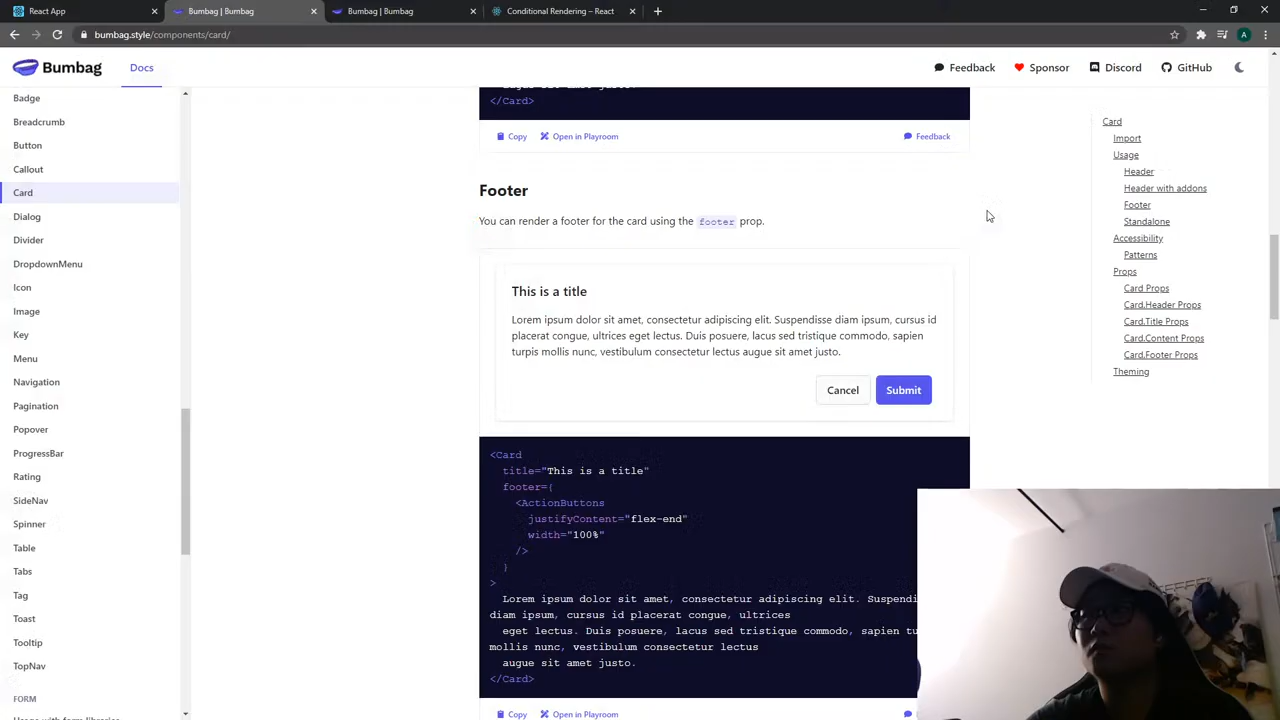 React App
Bumbag | Bumbag
Bumbag | Bumbag
Conditional Rendering – React
bumbag.style/components/card/
A
Bumbag
Docs
Feedback
Sponsor
Discord
GitHub
Badge
Breadcrumb
Button
Callout
Card
Dialog
Divider
DropdownMenu
Icon
Image
Key
Menu
Navigation
Pagination
Popover
ProgressBar
Rating
SideNav
Spinner
Table
Tabs
Tag
Toast
Tooltip
TopNav
FORM
</Card>
Copy
Open in Playroom
Feedback
Footer
You can render a footer for the card using the footer prop.
This is a title
Lorem ipsum dolor sit amet, consectetur adipiscing elit. Suspendisse diam ipsum, cursus id
placerat congue, ultrices eget lectus. Duis posuere, lacus sed tristique commodo, sapien
turpis mollis nunc, vestibulum consectetur lectus augue sit amet justo.
Cancel
Submit
<Card
title="This is a title"
footer={
<ActionButtons
justifyContent="flex-end"
width="100%"
/>
}
>
Lorem ipsum dolor sit amet, consectetur adipiscing elit. Suspendi
diam ipsum, cursus id placerat congue, ultrices
eget lectus. Duis posuere, lacus sed tristique commodo, sapien tu
mollis nunc, vestibulum consectetur lectus
augue sit amet justo.
</Card>
Copy
Open in Playroom
Card
Import
Usage
Header
Header with addons
Footer
Standalone
Accessibility
Patterns
Props
Card Props
Card.Header Props
Card.Title Props
Card.Content Props
Card.Footer Props
Theming